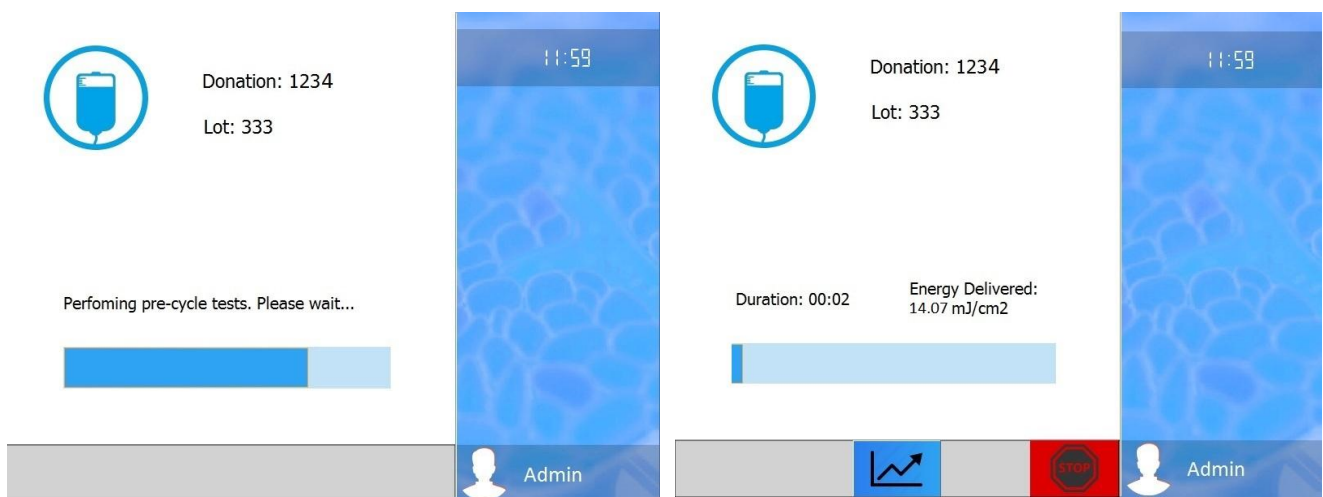 Donation: 1234
Lot: 333
11:59
Perfoming pre-cycle tests. Please wait...
Admin
Donation: 1234
Lot: 333
11:59
Duration: 00:02
Energy Delivered:
14.07 mJ/cm2
STOP
Admin